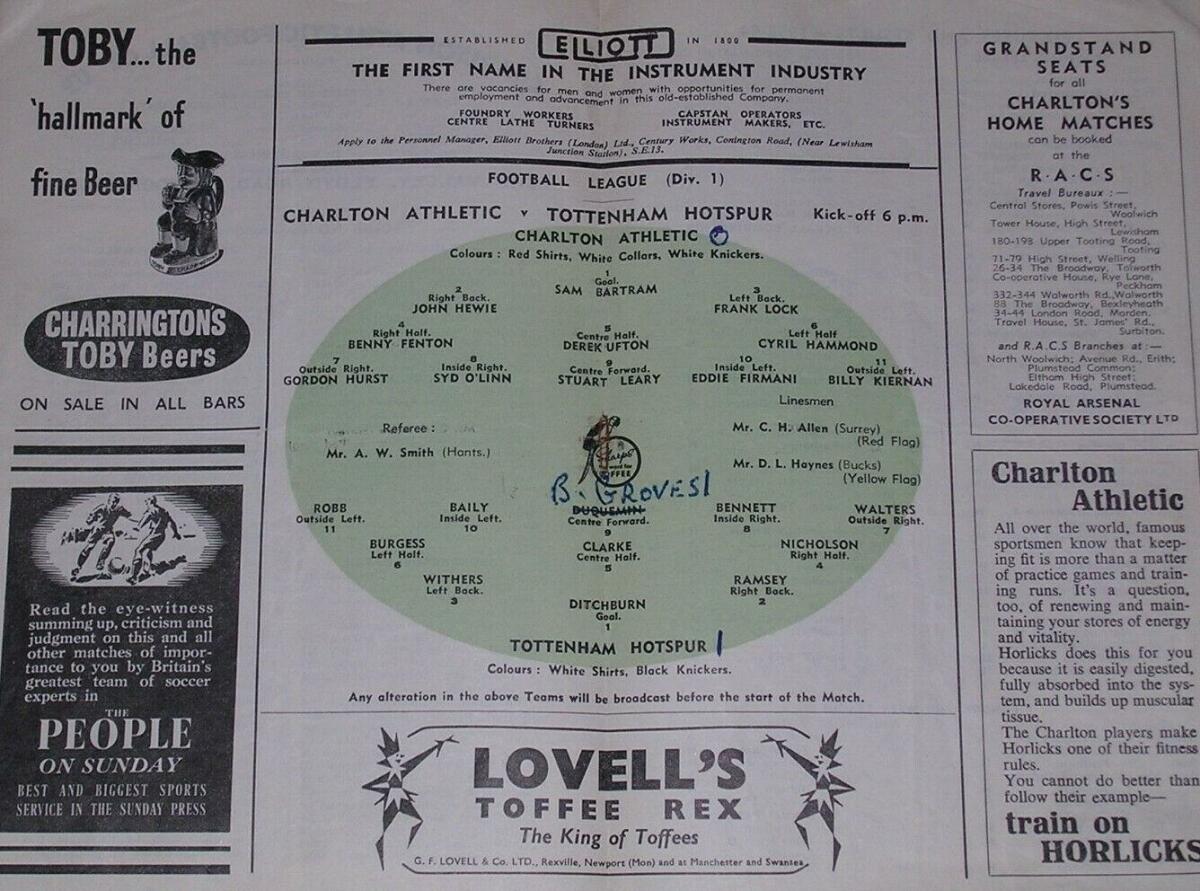 TOBY... the
'hallmark' of
fine Beer
CHARRINGTONS
TOBY Beers
ON SALE IN ALL BARS
Read the eye-witness
summing up, criticism and
judgment on this and all
other matches of impor-
tance to you by Britain's
greatest team of soccer
experts in
THE
PEOPLE
ON SUNDAY
BEST AND BIGGEST SPORTS
SERVICE IN THE SUNDAY PRESS
ESTABLISHED ELLIOTT IN 1800
THE FIRST NAME IN THE INSTRUMENT INDUSTRY
There are vacancies for men and women with opportunities for permanent
employment and advancement in this old-established Company.
FOUNDRY WORKERS CAPSTAN OPERATORS
CENTRE LATHE TURNERS INSTRUMENT MAKERS, ETC.
Apply to the Personnel Manager, Elliott Brothers (London) Ltd., Century Works, Conington Road, (Near Lewisham
Junction Station), S.E.13.
FOOTBALL LEAGUE (Div. 1)
CHARLTON ATHLETIC v TOTTENHAM HOTSPUR Kick-off 6 p.m.
CHARLTON ATHLETIC 0
Colours : Red Shirts, White Collars, White Knickers.
1
Goal.
SAM BARTRAM
2 3
Right Back. Left Back.
JOHN HEWIE FRANK LOCK
4 5 6
Right Half. Centre Half. Left Half
BENNY FENTON DEREK UFTON CYRIL HAMMOND
7 8 9 10 11
Outside Right. Inside Right. Centre Forward. Inside Left. Outside Left.
GORDON HURST SYD O'LINN STUART LEARY EDDIE FIRMANI BILLY KIERNAN
Linesmen
Referee : Mr. C. H. Allen (Surrey)
(Red Flag)
Mr. A. W. Smith (Hants.)
Mr. D. L. Haynes (Bucks)
(Yellow Flag)
Sharps
word for
TOFFEE
B. GROVES 1
ROBB BAILY DUQUEMIN BENNETT WALTERS
Outside Left. Inside Left. Centre Forward. Inside Right. Outside Right.
11 10 9 8 7
BURGESS CLARKE NICHOLSON
Left Half. Centre Half. Right Half.
6 5 4
WITHERS RAMSEY
Left Back. Right Back.
3 2
DITCHBURN
Goal.
1
TOTTENHAM HOTSPUR 1
Colours : White Shirts, Black Knickers.
Any alteration in the above Teams will be broadcast before the start of the Match.
LOVELL'S
TOFFEE REX
The King of Toffees
G. F. LOVELL & Co. LTD., Rexville, Newport (Mon) and at Manchester and Swansea
GRANDSTAND
SEATS
for all
CHARLTON'S
HOME MATCHES
can be booked
at the
R·A·C·S
Travel Bureaux :—
Central Stores, Powis Street,
Woolwich
Tower House, High Street,
Lewisham
180-198 Upper Tooting Road,
Tooting
71-79 High Street, Welling
26-34 The Broadway, Tolworth
Co-operative House, Rye Lane,
Peckham
332-344 Walworth Rd., Walworth
88 The Broadway, Bexleyheath
34-44 London Road, Morden.
Travel House, St. James' Rd.,
Surbiton.
and R.A.C.S Branches at :—
North Woolwich; Avenue Rd., Erith;
Plumstead Common;
Eltham High Street;
Lakedale Road, Plumstead.
ROYAL ARSENAL
CO-OPERATIVE SOCIETY LTD
Charlton
Athletic
All over the world, famous
sportsmen know that keep-
ing fit is more than a matter
of practice games and train-
ing runs. It's a question,
too, of renewing and main-
taining your stores of energy
and vitality.
Horlicks does this for you
because it is easily digested,
fully absorbed into the sys-
tem, and builds up muscular
tissue.
The Charlton players make
Horlicks one of their fitness
rules.
You cannot do better than
follow their example—
train on
HORLICKS